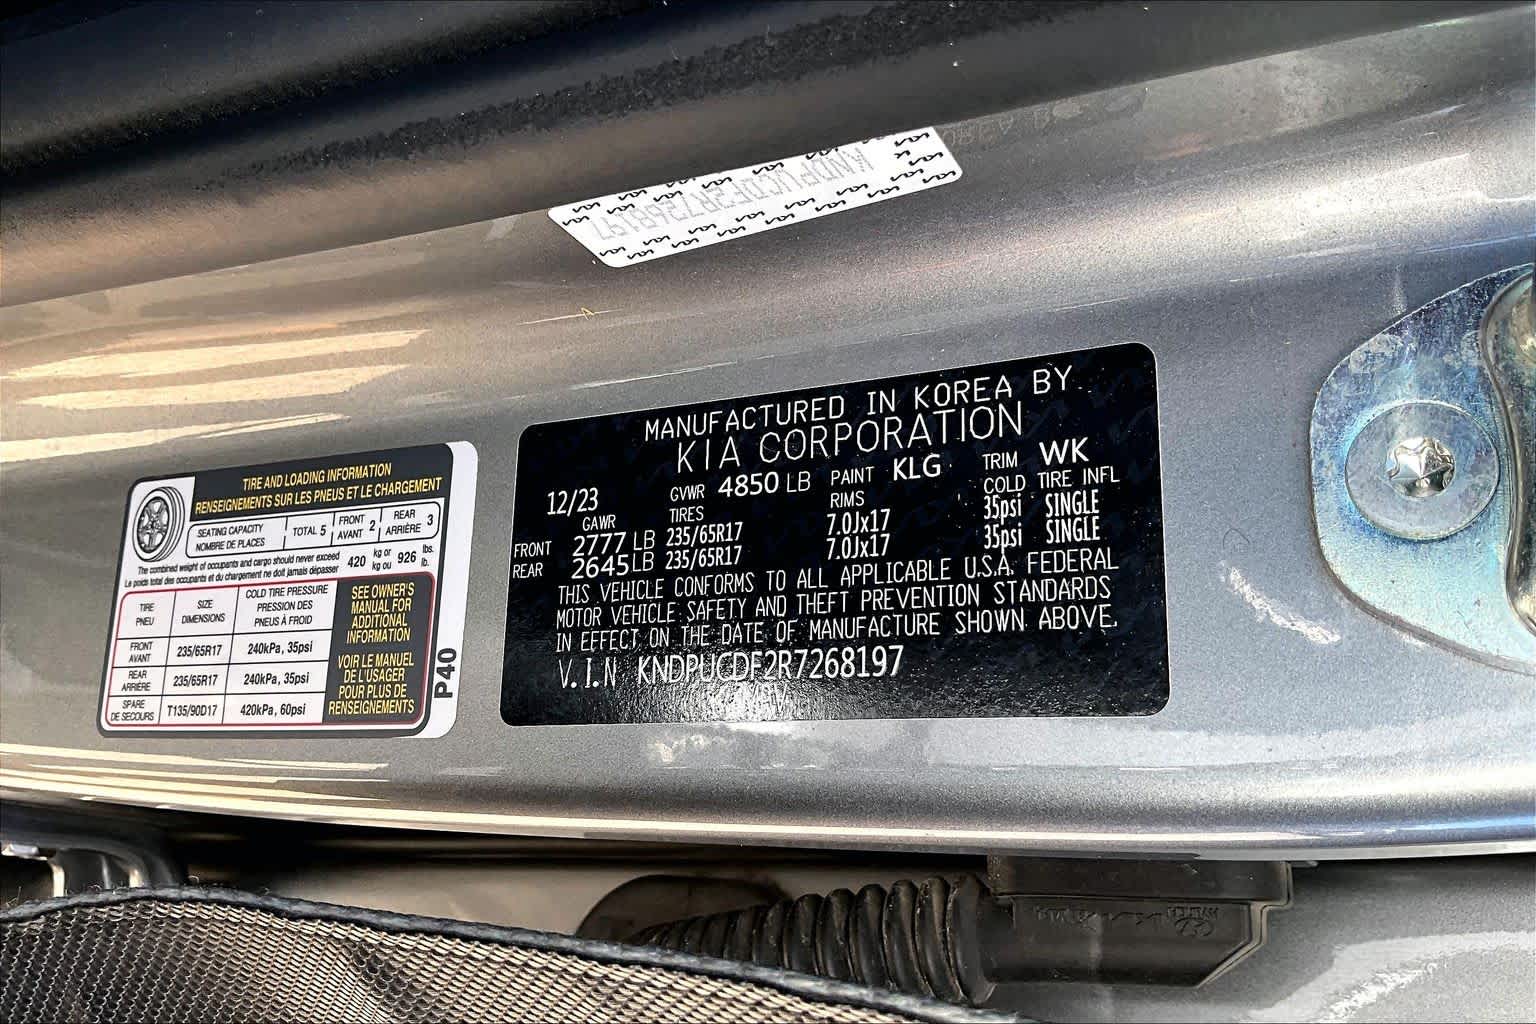 KNDPUCDF2R7268197
TIRE AND LOADING INFORMATION
RENSEIGNEMENTS SUR LES PNEUS ET LE CHARGEMENT
SEATING CAPACITY
NOMBRE DE PLACES
TOTAL 5
FRONT
AVANT 2
REAR
ARRIÈRE 3
The combined weight of occupants and cargo should never exceed 420 kg or 926 lbs.
Le poids total des occupants et du chargement ne doit jamais dépasser kg ou lb.
TIRE
PNEU
SIZE
DIMENSIONS
COLD TIRE PRESSURE
PRESSION DES
PNEUS À FROID
FRONT
AVANT
235/65R17
240kPa, 35psi
REAR
ARRIÈRE
235/65R17
240kPa, 35psi
SPARE
DE SECOURS
T135/90D17
420kPa, 60psi
SEE OWNER'S
MANUAL FOR
ADDITIONAL
INFORMATION
VOIR LE MANUEL
DE L'USAGER
POUR PLUS DE
RENSEIGNEMENTS
P40
MANUFACTURED IN KOREA BY
KIA CORPORATION
12/23 GVWR 4850 LB PAINT KLG TRIM WK
GAWR TIRES RIMS COLD TIRE INFL
FRONT 2777 LB 235/65R17 7.0Jx17 35psi SINGLE
REAR 2645 LB 235/65R17 7.0Jx17 35psi SINGLE
THIS VEHICLE CONFORMS TO ALL APPLICABLE U.S.A. FEDERAL
MOTOR VEHICLE SAFETY AND THEFT PREVENTION STANDARDS
IN EFFECT ON THE DATE OF MANUFACTURE SHOWN ABOVE.
V.I.N KNDPUCDF2R7268197